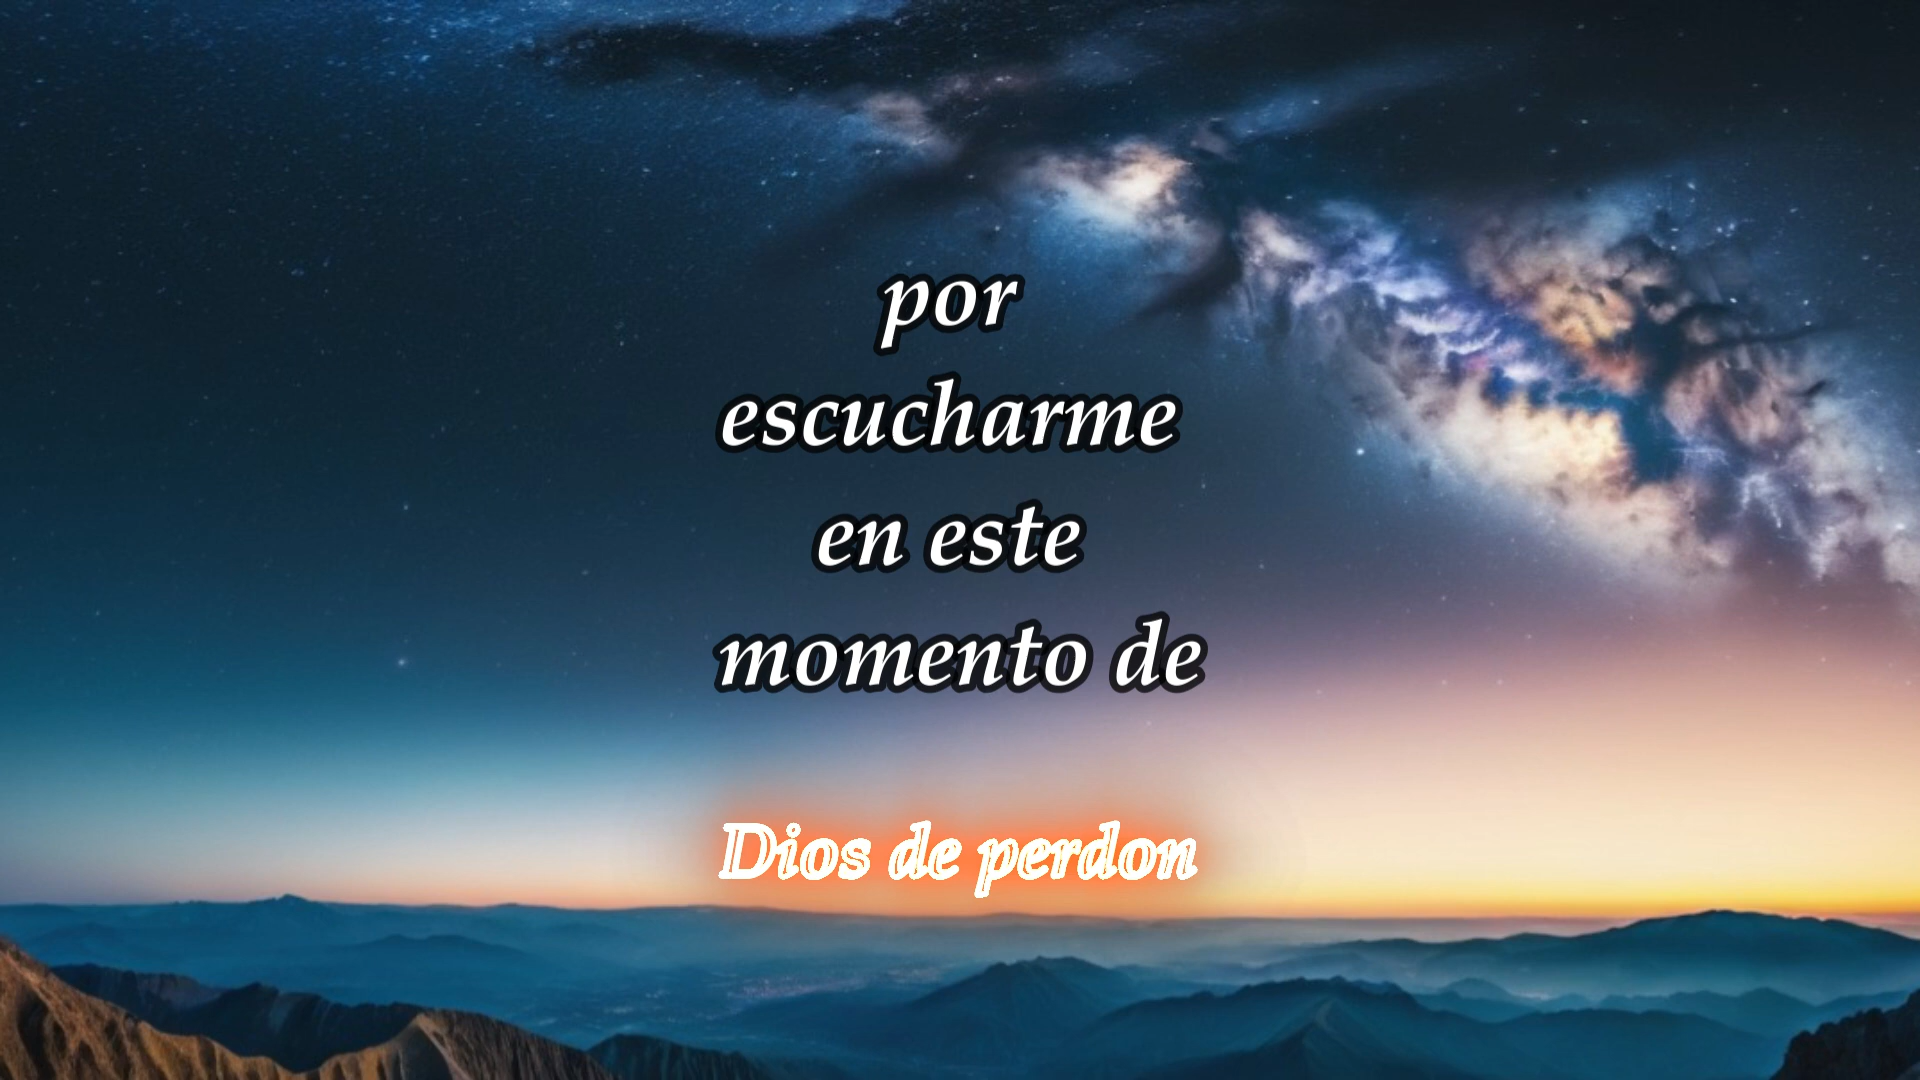 por
escucharme
en este
momento de
Dios de perdon